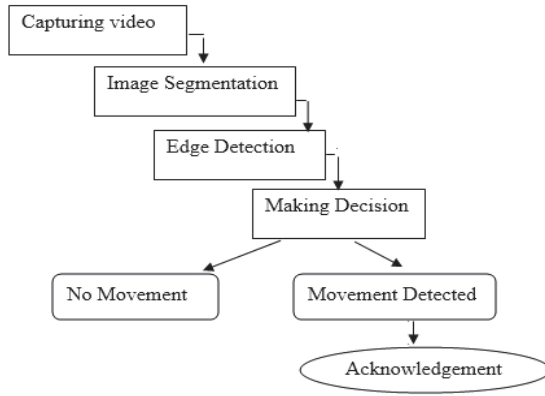 Capturing video
Image Segmentation
Edge Detection
Making Decision
No Movement
Movement Detected
Acknowledgement